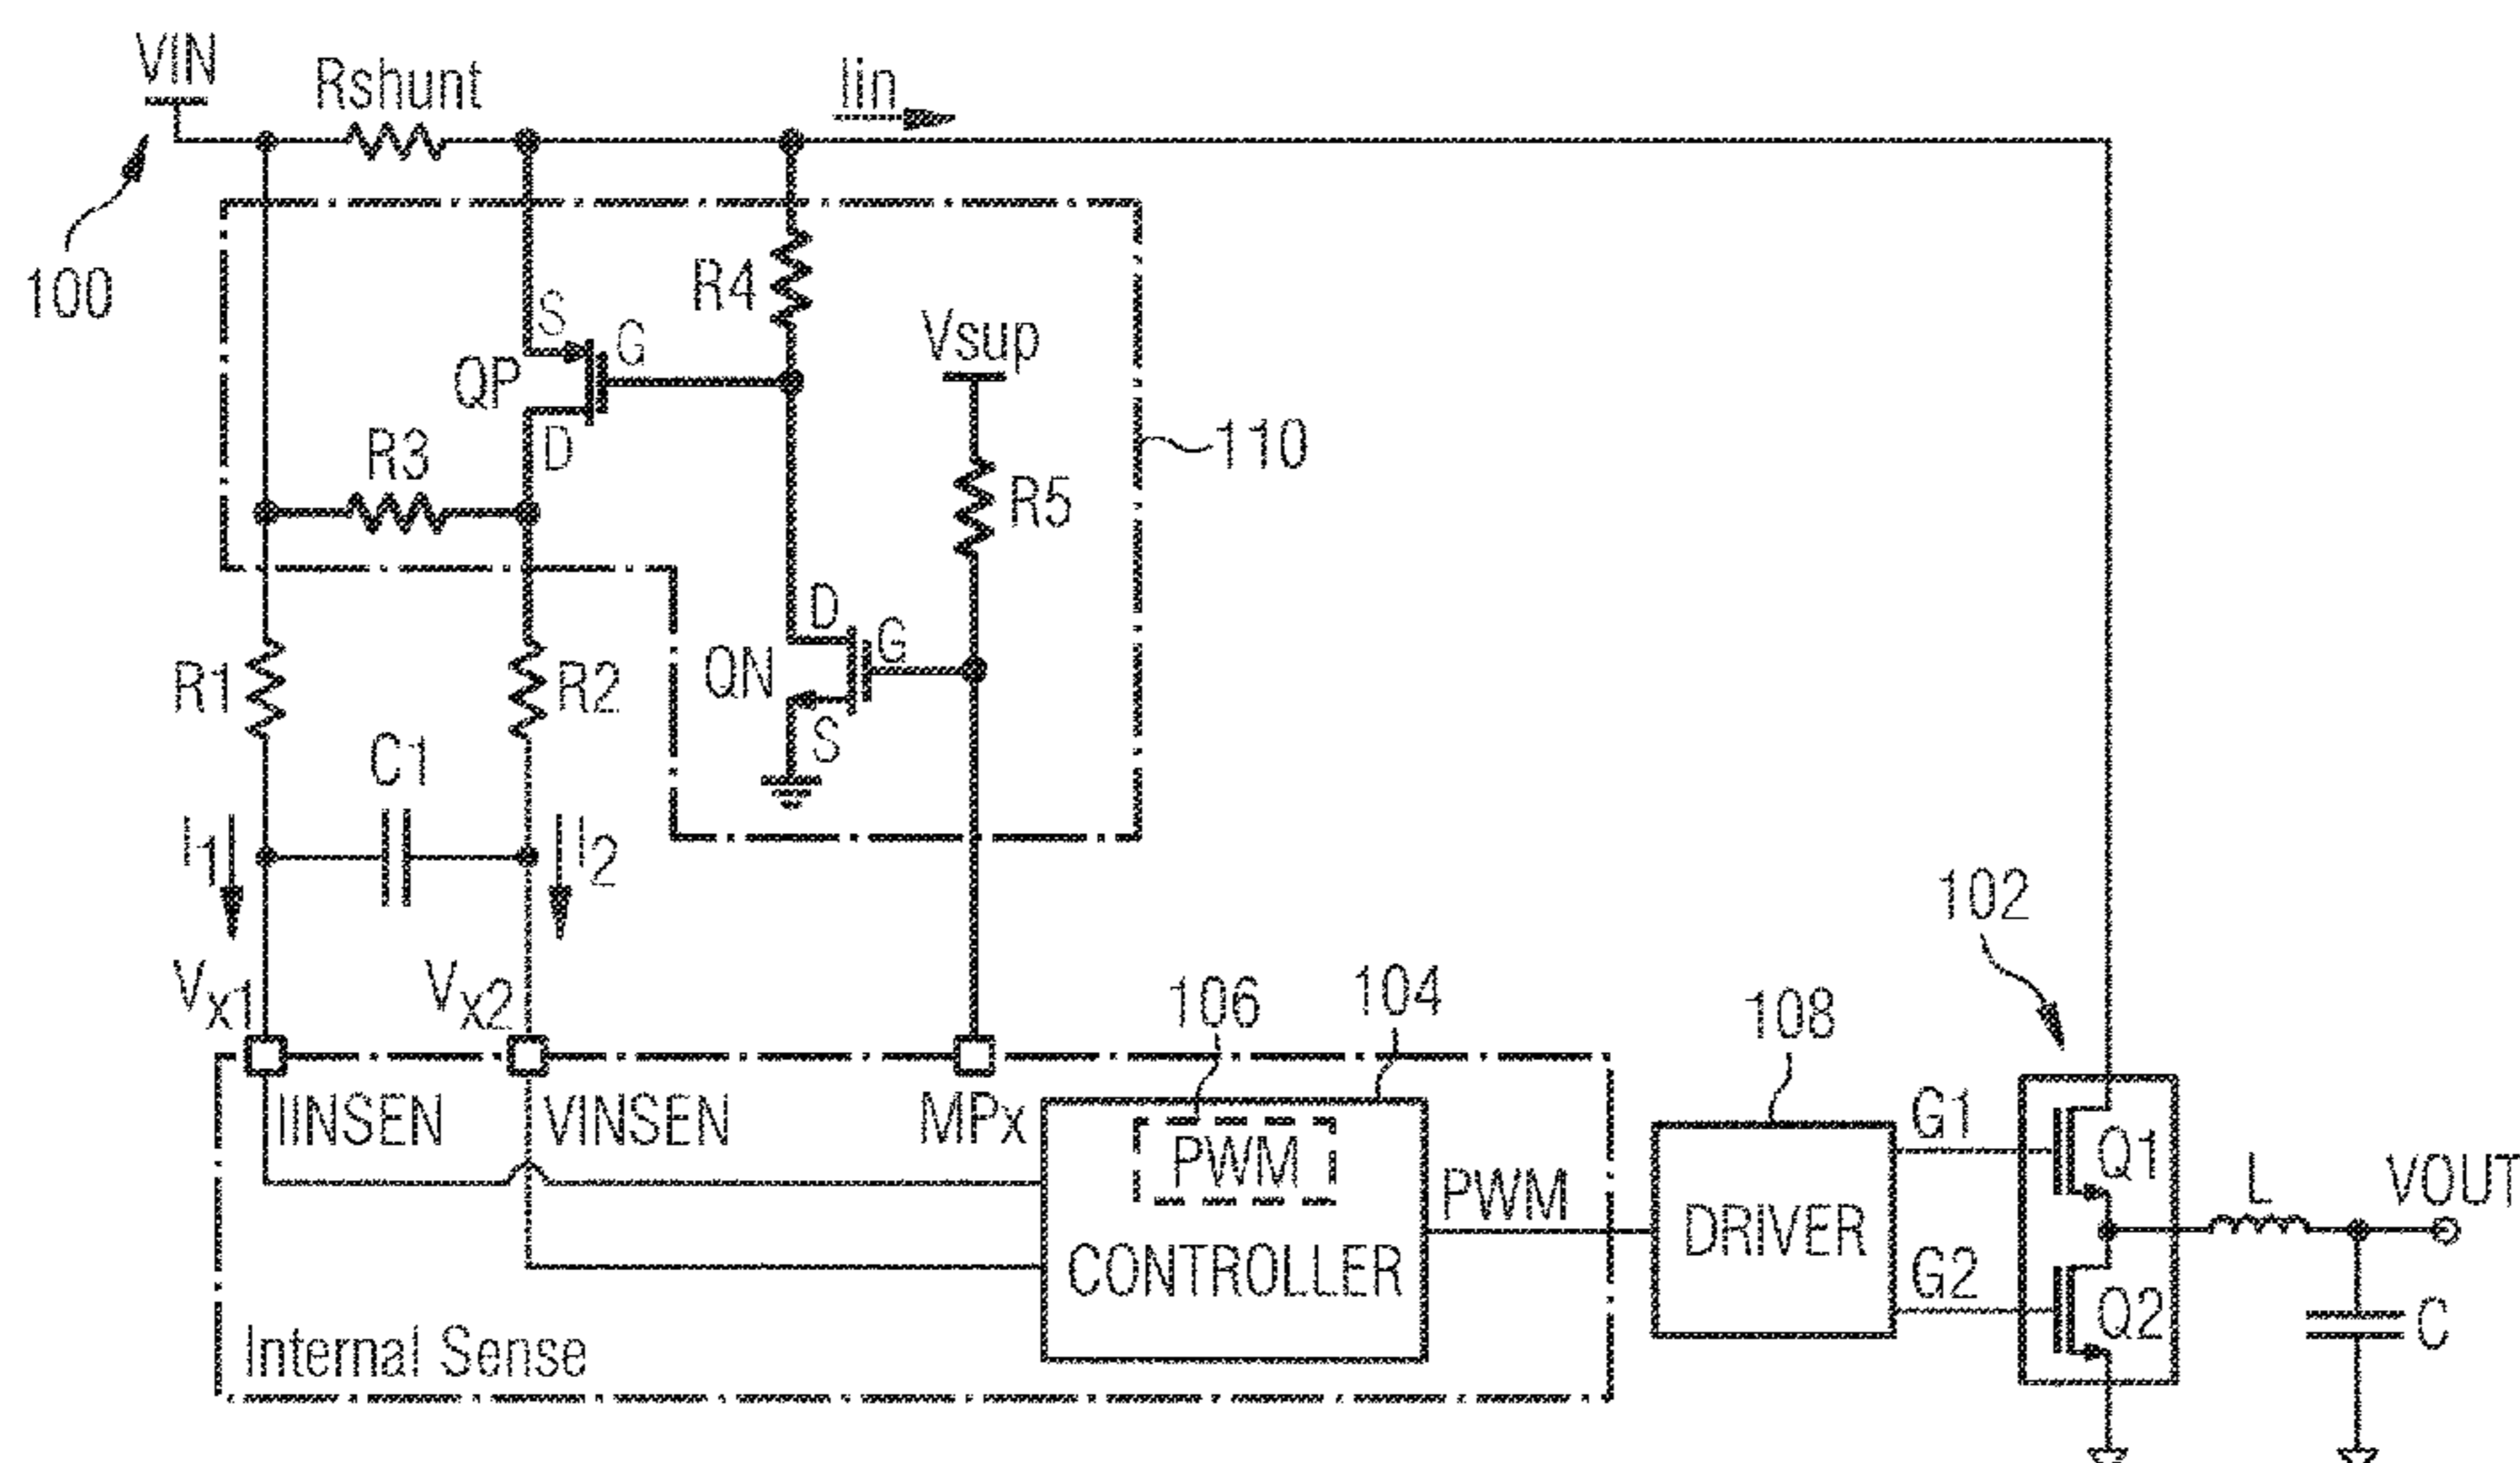 VIN
Rshunt
Iin
100
R4
S
G
QP
D
Vsup
R3
R5
110
D
G
QN
S
R1
R2
C1
I1
I2
102
Vx1
Vx2
106
104
108
IINSEN
VINSEN
MPx
PWM
CONTROLLER
PWM
DRIVER
G1
G2
Q1
Q2
L
VOUT
C
Internal Sense